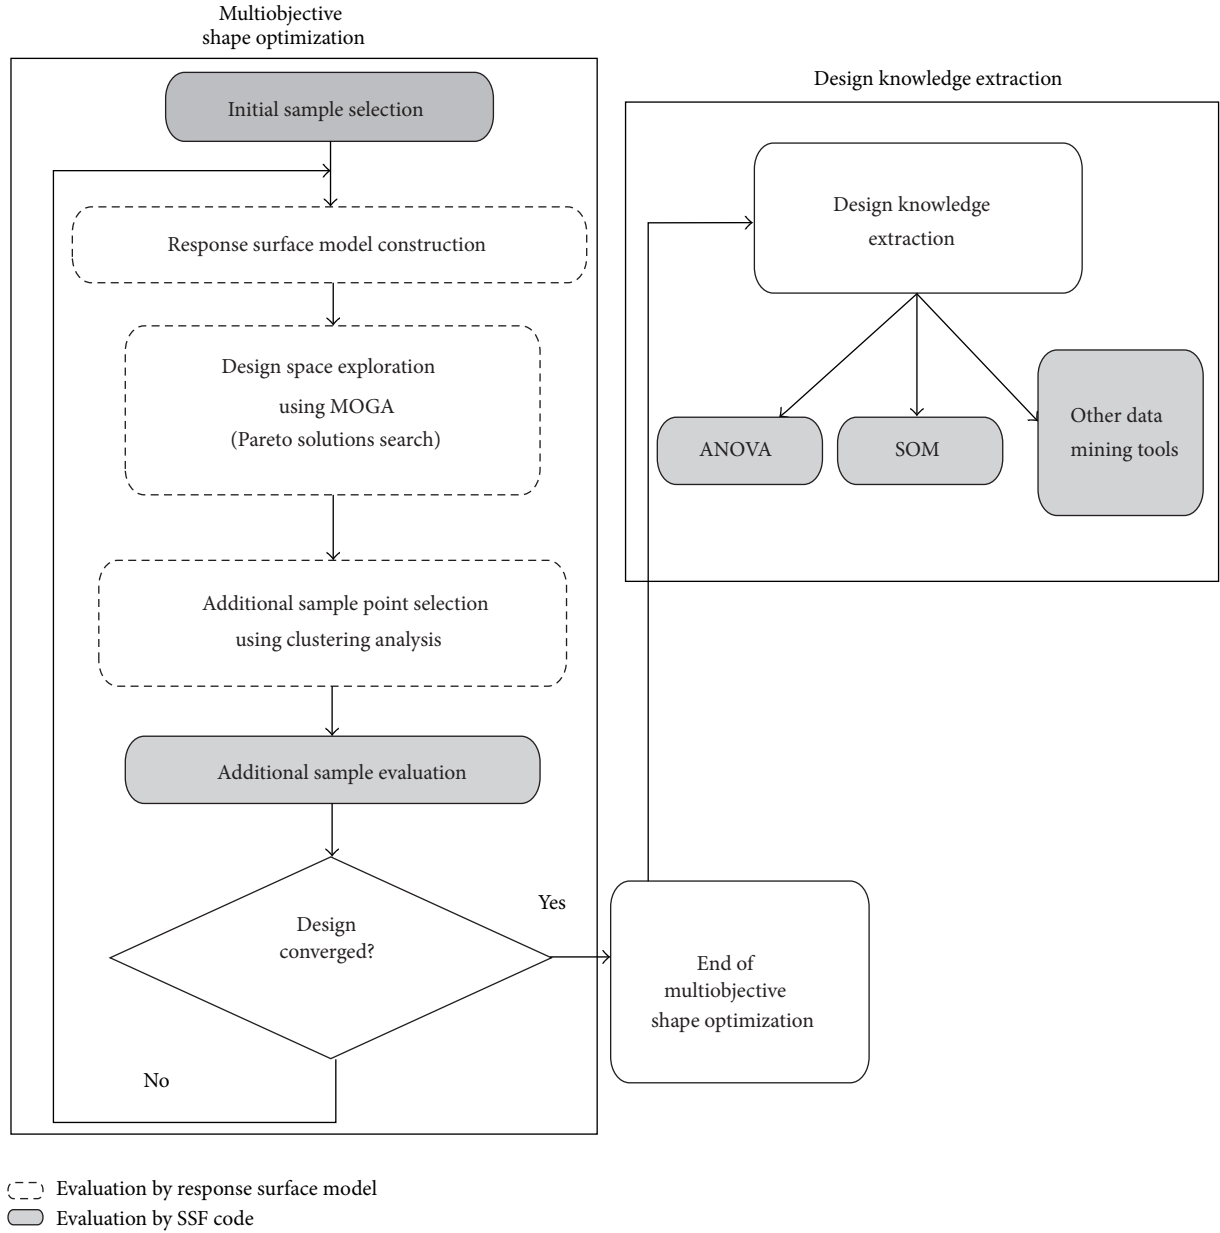 Multiobjective
shape optimization
Initial sample selection
Response surface model construction
Design space exploration
using MOGA
(Pareto solutions search)
Additional sample point selection
using clustering analysis
Additional sample evaluation
Design
converged?
Yes
No
End of
multiobjective
shape optimization
Design knowledge extraction
Design knowledge
extraction
ANOVA
SOM
Other data
mining tools
Evaluation by response surface model
Evaluation by SSF code